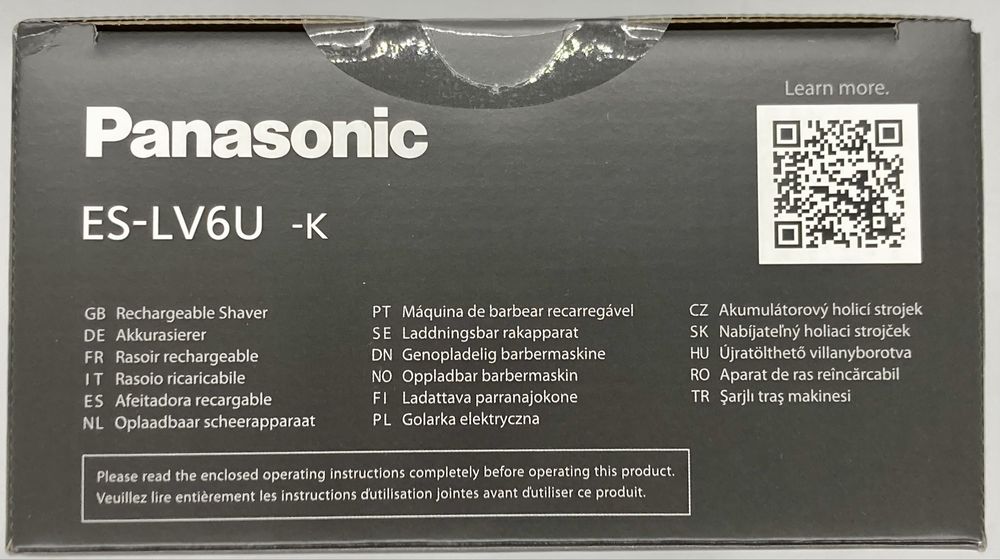 Learn more.
Panasonic
ES-LV6U -K
GB Rechargeable Shaver
DE Akkurasierer
FR Rasoir rechargeable
IT Rasoio ricaricabile
ES Afeitadora recargable
NL Oplaadbaar scheerapparaat
PT Máquina de barbear recarregável
SE Laddningsbar rakapparat
DN Genopladelig barbermaskine
NO Oppladbar barbermaskin
FI Ladattava parranajokone
PL Golarka elektryczna
CZ Akumulátorový holicí strojek
SK Nabíjateľný holiaci strojček
HU Újratölthető villanyborotva
RO Aparat de ras reîncărcabil
TR Şarjlı traş makinesi
Please read the enclosed operating instructions completely before operating this product.
Veuillez lire entièrement les instructions d'utilisation jointes avant d'utiliser ce produit.